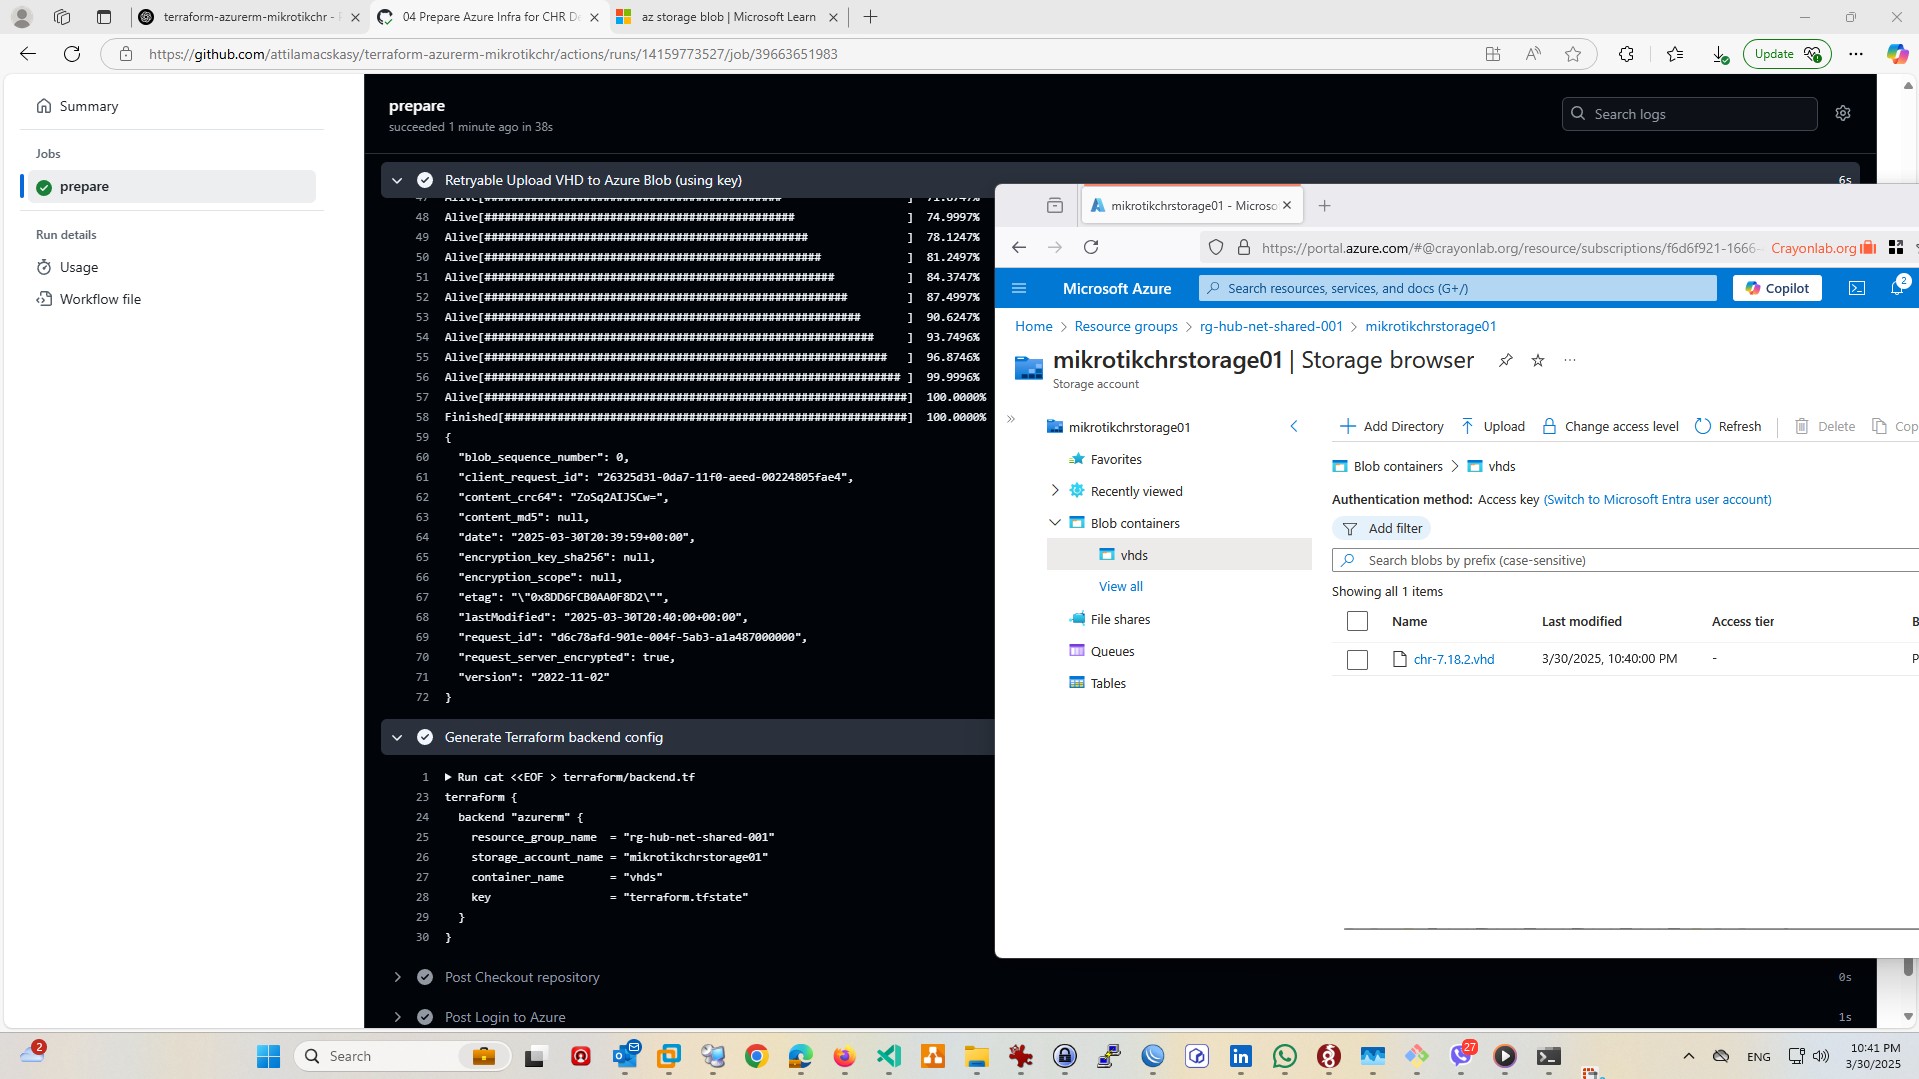 terraform-azurerm-mikrotikchr -
04 Prepare Azure Infra for CHR De
az storage blob | Microsoft Learn
https://github.com/attilamacskasy/terraform-azurerm-mikrotikchr/actions/runs/14159773527/job/39663651983
Update
Summary
Jobs
prepare
Run details
Usage
Workflow file
prepare
succeeded 1 minute ago in 38s
Search logs
Retryable Upload VHD to Azure Blob (using key)
6s
48 Alive[############################################### ] 74.9997%
49 Alive[################################################# ] 78.1247%
50 Alive[################################################### ] 81.2497%
51 Alive[##################################################### ] 84.3747%
52 Alive[####################################################### ] 87.4997%
53 Alive[######################################################### ] 90.6247%
54 Alive[########################################################### ] 93.7496%
55 Alive[############################################################# ] 96.8746%
56 Alive[############################################################### ] 99.9996%
57 Alive[################################################################] 100.0000%
58 Finished[#############################################################] 100.0000%
59 {
60 "blob_sequence_number": 0,
61 "client_request_id": "26325d31-0da7-11f0-aeed-00224805fae4",
62 "content_crc64": "ZoSq2AIJSCw=",
63 "content_md5": null,
64 "date": "2025-03-30T20:39:59+00:00",
65 "encryption_key_sha256": null,
66 "encryption_scope": null,
67 "etag": "\"0x8DD6FCB0AA0F8D2\"",
68 "lastModified": "2025-03-30T20:40:00+00:00",
69 "request_id": "d6c78afd-901e-004f-5ab3-a1a487000000",
70 "request_server_encrypted": true,
71 "version": "2022-11-02"
72 }
Generate Terraform backend config
1 Run cat <<EOF > terraform/backend.tf
23 terraform {
24 backend "azurerm" {
25 resource_group_name = "rg-hub-net-shared-001"
26 storage_account_name = "mikrotikchrstorage01"
27 container_name = "vhds"
28 key = "terraform.tfstate"
29 }
30 }
Post Checkout repository
0s
Post Login to Azure
1s
mikrotikchrstorage01 - Microso
https://portal.azure.com/#@crayonlab.org/resource/subscriptions/f6d6f921-1666-
Crayonlab.org
Microsoft Azure
Search resources, services, and docs (G+/)
Copilot
2
Home > Resource groups > rg-hub-net-shared-001 > mikrotikchrstorage01
mikrotikchrstorage01 | Storage browser
Storage account
mikrotikchrstorage01
Favorites
Recently viewed
Blob containers
vhds
View all
File shares
Queues
Tables
Add Directory
Upload
Change access level
Refresh
Delete
Cop
Blob containers > vhds
Authentication method: Access key (Switch to Microsoft Entra user account)
Add filter
Search blobs by prefix (case-sensitive)
Showing all 1 items
Name Last modified Access tier B
chr-7.18.2.vhd 3/30/2025, 10:40:00 PM - P
2
Search
27
ENG
10:41 PM
3/30/2025